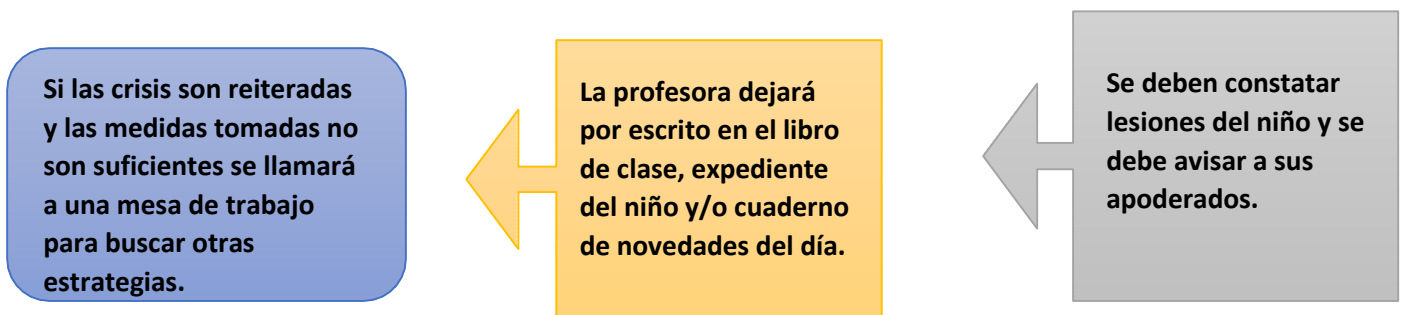 Si las crisis son reiteradas
y las medidas tomadas no
son suficientes se llamará
a una mesa de trabajo
para buscar otras
estrategias.
La profesora dejará
por escrito en el libro
de clase, expediente
del niño y/o cuaderno
de novedades del día.
Se deben constatar
lesiones del niño y se
debe avisar a sus
apoderados.